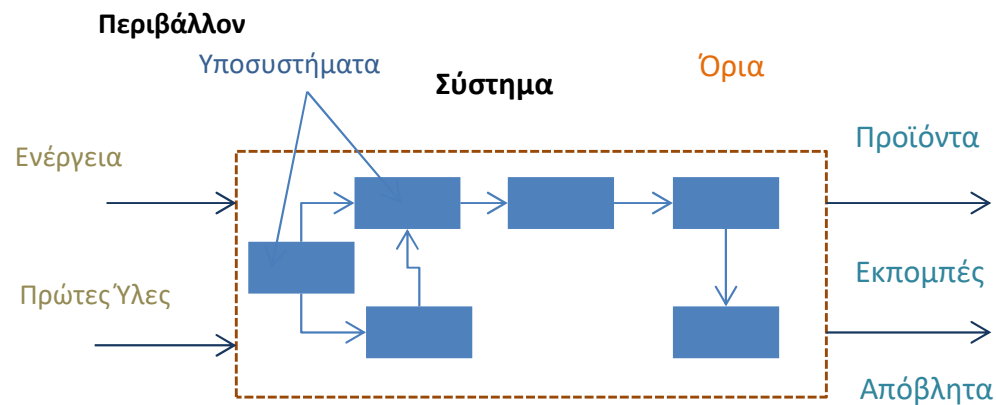 Περιβάλλον
Υποσυστήματα
Σύστημα
Όρια
Ενέργεια
Προϊόντα
Πρώτες Ύλες
Εκπομπές
Απόβλητα